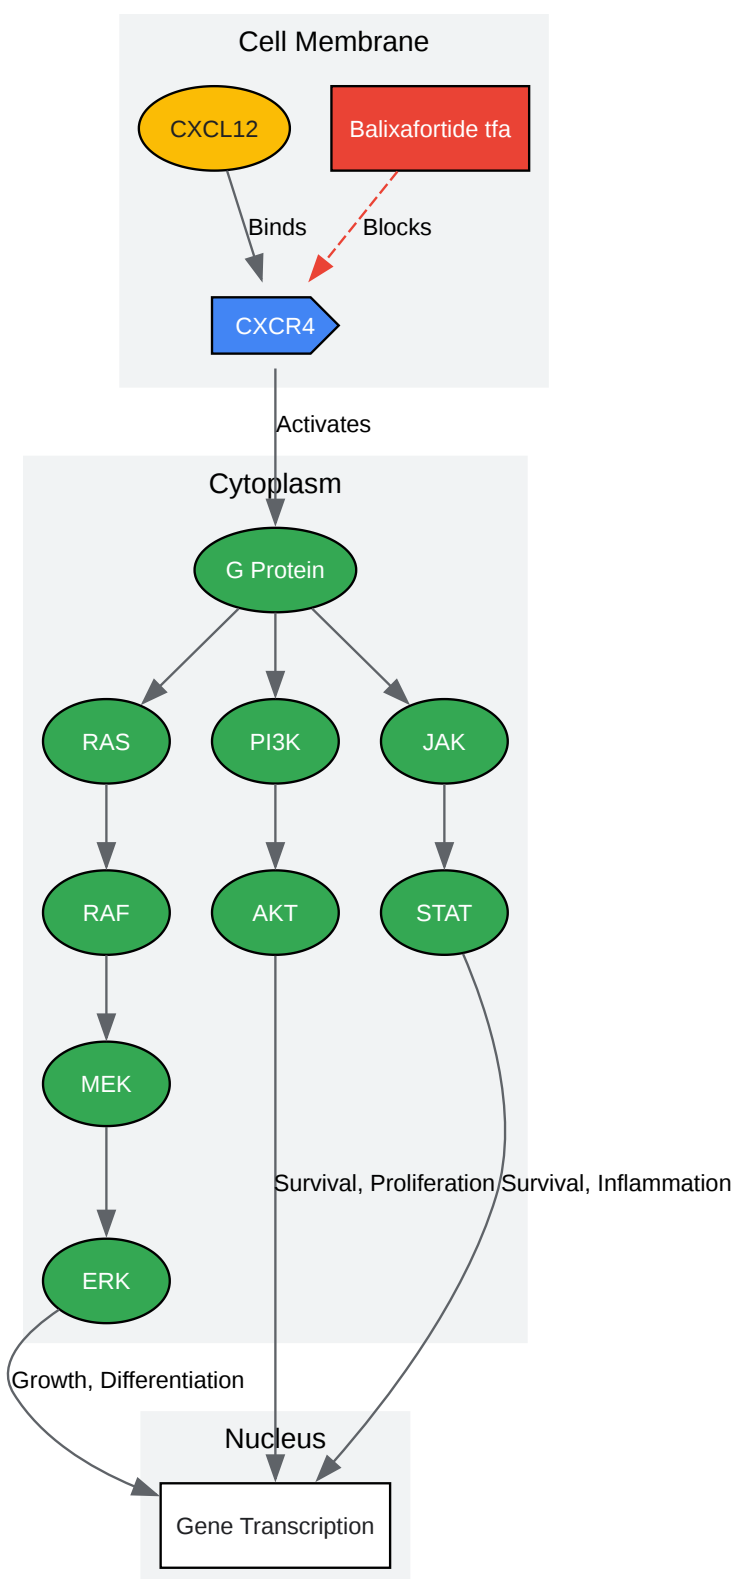 Cell Membrane
CXCL12
Balixafortide tfa
Binds
Blocks
CXCR4
Activates
Cytoplasm
G Protein
RAS
PI3K
JAK
RAF
AKT
STAT
MEK
Survival, Proliferation
Survival, Inflammation
ERK
Growth, Differentiation
Nucleus
Gene Transcription